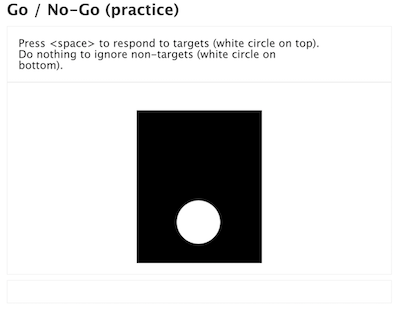 Go / No-Go (practice)
Press <space> to respond to targets (white circle on top).
Do nothing to ignore non-targets (white circle on
bottom).